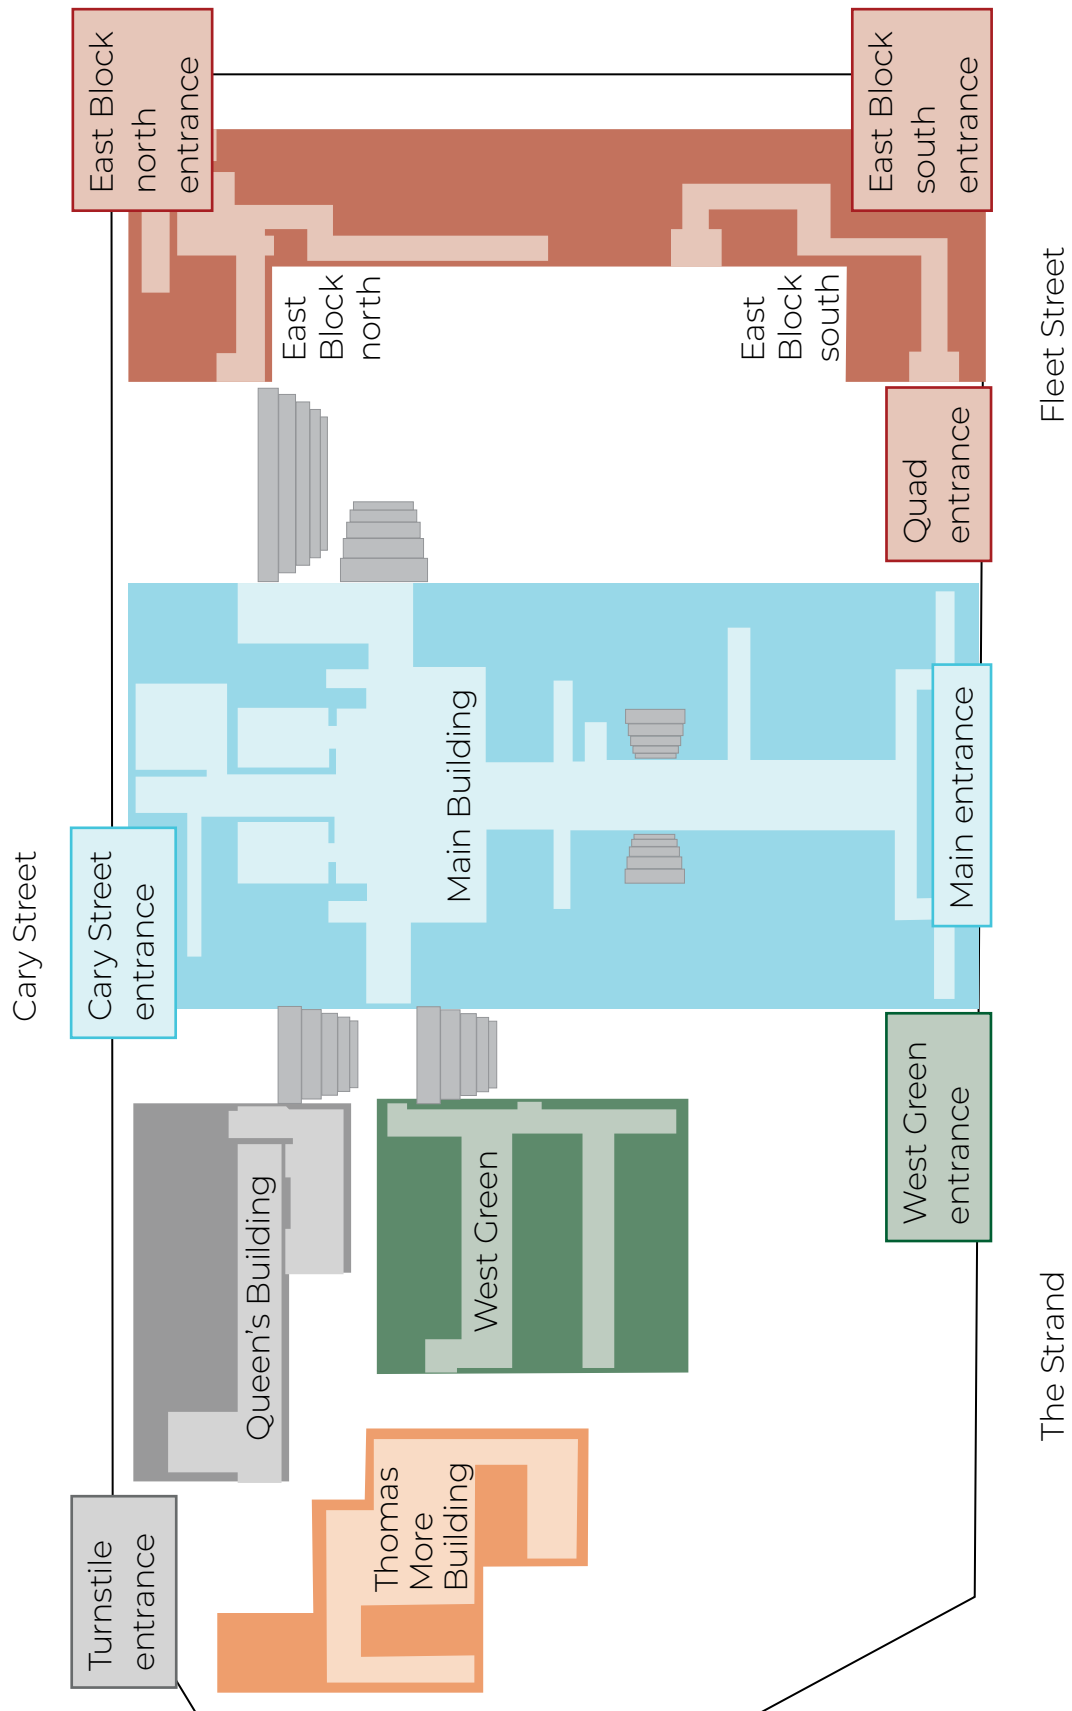 Cary Street
Turnstile
entrance
Cary Street
entrance
East Block
north
entrance
Queen's Building
Thomas
More
Building
West Green
Main Building
East
Block
north
East
Block
south
West Green
entrance
Main entrance
Quad
entrance
East Block
south
entrance
The Strand
Fleet Street